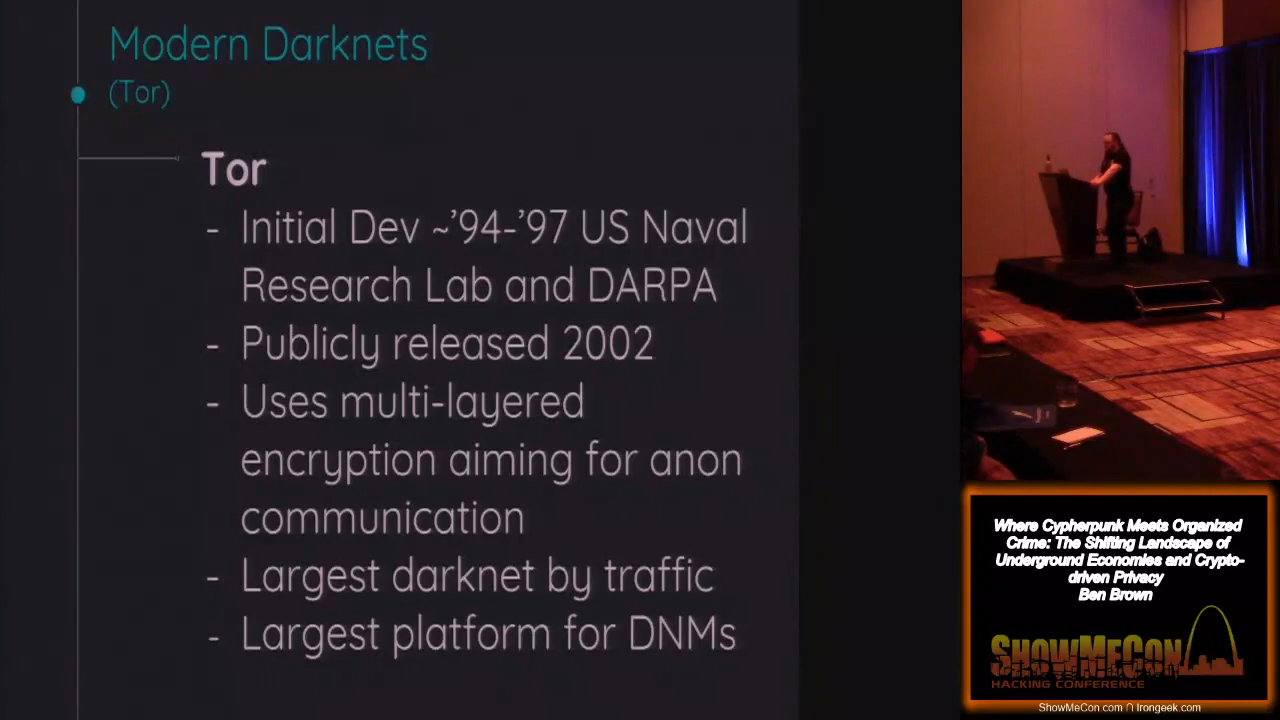 Modern Darknets
(Tor)
Tor
- Initial Dev ~’94-’97 US Naval
Research Lab and DARPA
- Publicly released 2002
- Uses multi-layered
encryption aiming for anon
communication
- Largest darknet by traffic
- Largest platform for DNMs
Where Cypherpunk Meets Organized
Crime: The Shifting Landscape of
Underground Economies and Crypto-
driven Privacy
Ben Brown
ShowMeCon
HACKING CONFERENCE
ShowMeCon.com ∩ Irongeek.com